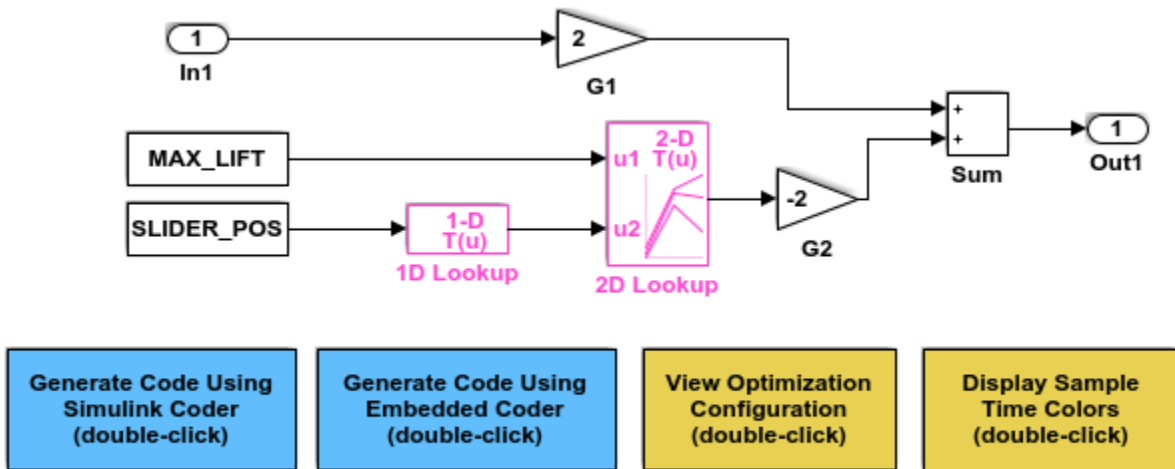 1
In1
2
G1
MAX_LIFT
SLIDER_POS
1-D
T(u)
1D Lookup
2-D
T(u)
u1
u2
2D Lookup
-2
G2
+
+
Sum
1
Out1
Generate Code Using
Simulink Coder
(double-click)
Generate Code Using
Embedded Coder
(double-click)
View Optimization
Configuration
(double-click)
Display Sample
Time Colors
(double-click)